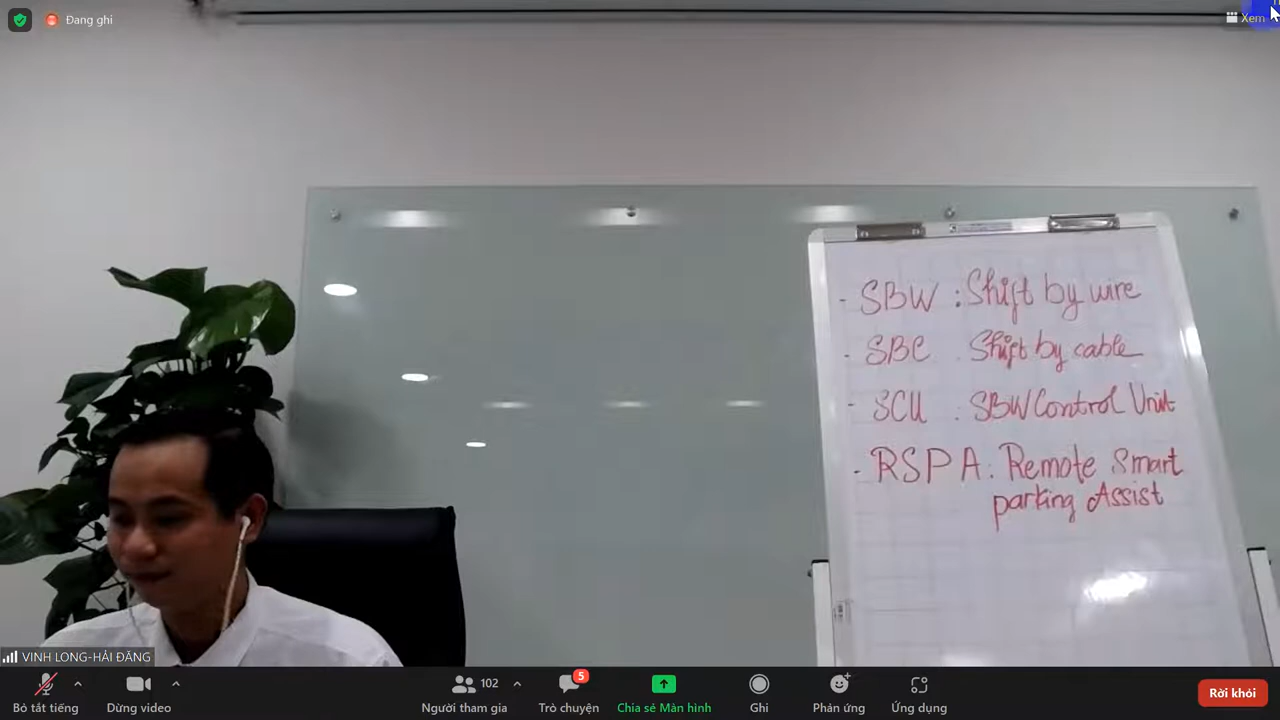 Đang ghi
Xem
- SBW : Shift by wire
- SBC : Shift by cable
- SCU : SBW Control Unit
- RSPA : Remote Smart
parking Assist
VINH LONG-HẢI ĐĂNG
Bỏ tắt tiếng
Dừng video
102
Người tham gia
5
Trò chuyện
Chia sẻ Màn hình
Ghi
Phản ứng
Ứng dụng
Rời khỏi